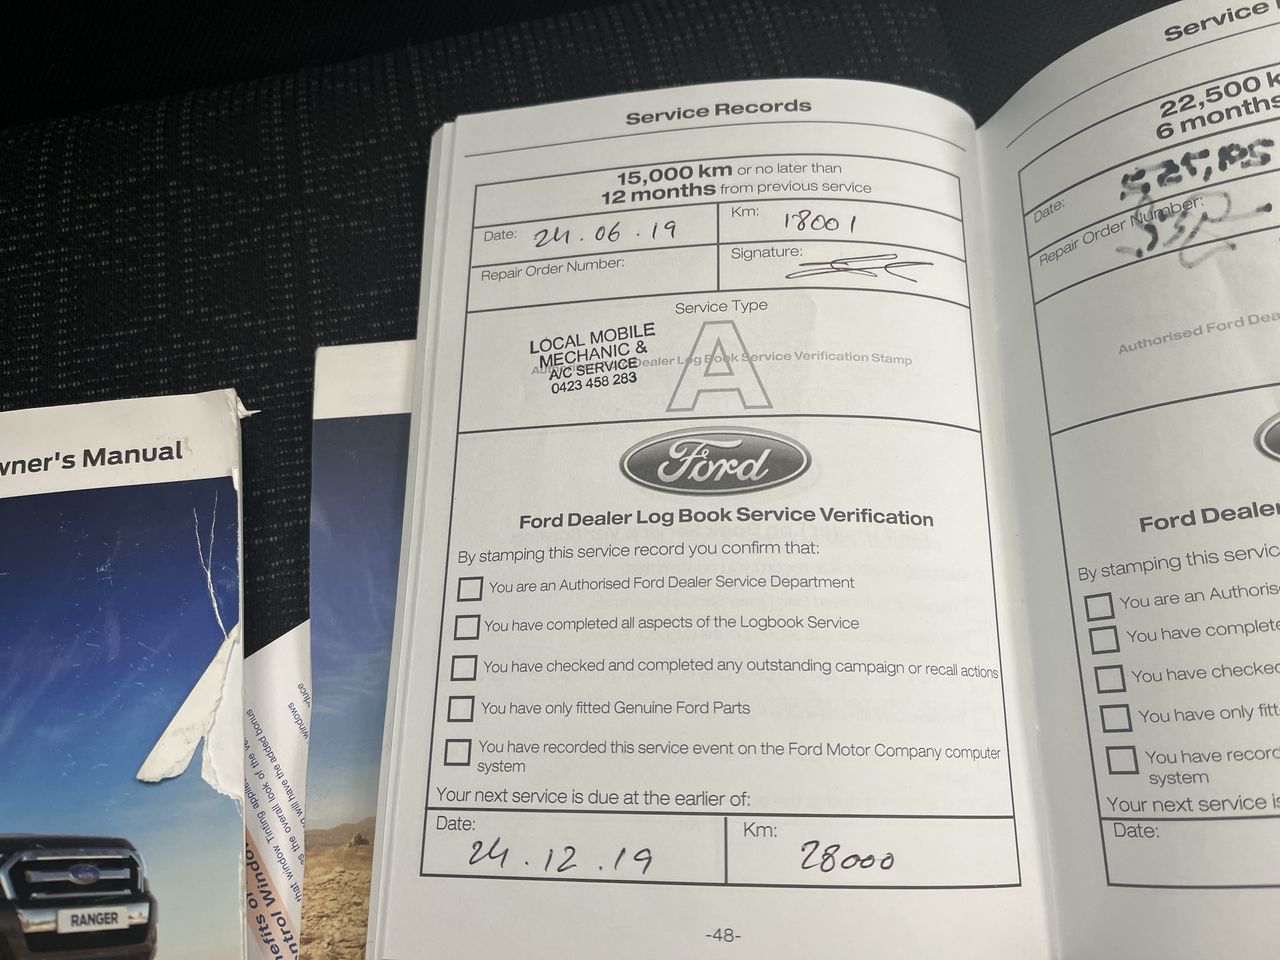 Service Records
15,000 km or no later than
12 months from previous service
Date: 24.06.19
Km: 18001
Repair Order Number:
Signature:
Service Type
A
LOCAL MOBILE
MECHANIC &
A/C SERVICE
0423 458 283
Dealer Log Book Service Verification Stamp
Ford
Ford Dealer Log Book Service Verification
By stamping this service record you confirm that:
You are an Authorised Ford Dealer Service Department
You have completed all aspects of the Logbook Service
You have checked and completed any outstanding campaign or recall actions
You have only fitted Genuine Ford Parts
You have recorded this service event on the Ford Motor Company computer
system
Your next service is due at the earlier of:
Date:
24.12.19
Km:
28000
-48-
Service
22,500 k
6 months
Date:
Repair Order Number:
Authorised Ford Dea
Ford Dealer
By stamping this servic
You are an Authoris
You have complete
You have checked
You have only fitt
You have record
system
Your next service is
Date:
wner's Manual
RANGER